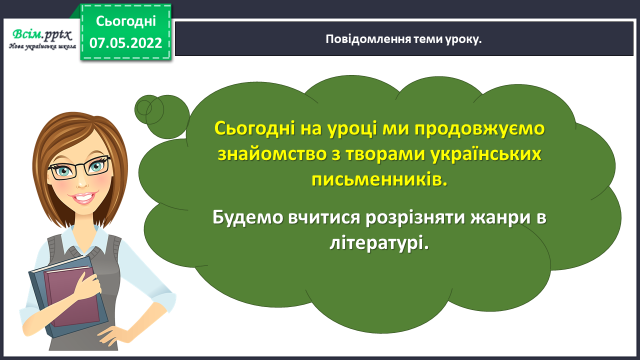 Всім.pptx
Нова українська школа
Сьогодні
07.05.2022
Повідомлення теми уроку.
Сьогодні на уроці ми продовжуємо
знайомство з творами українських
письменників.
Будемо вчитися розрізняти жанри в
літературі.